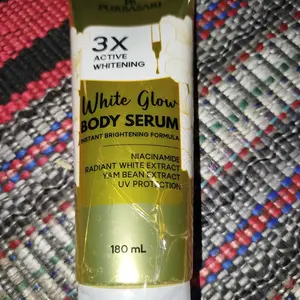 PURBASARI
3X
ACTIVE
WHITENING
White Glow
BODY SERUM
INSTANT BRIGHTENING FORMULA
NIACINAMIDE
RADIANT WHITE EXTRACT
YAM BEAN EXTRACT
UV PROTECTION
180 mL